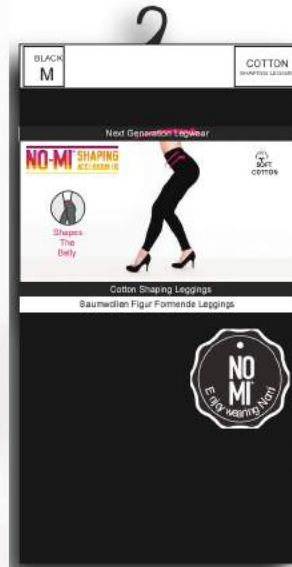 BLACK
M
COTTON
SHAPING LEGGINGS
Next Generation Legwear
NO-MI® SHAPING
SOFT
COTTON
Shapes
The
Belly
Cotton Shaping Leggings
Baumwollen Figur Formende Leggings
NO
MI
Enjoy wearing Nomi